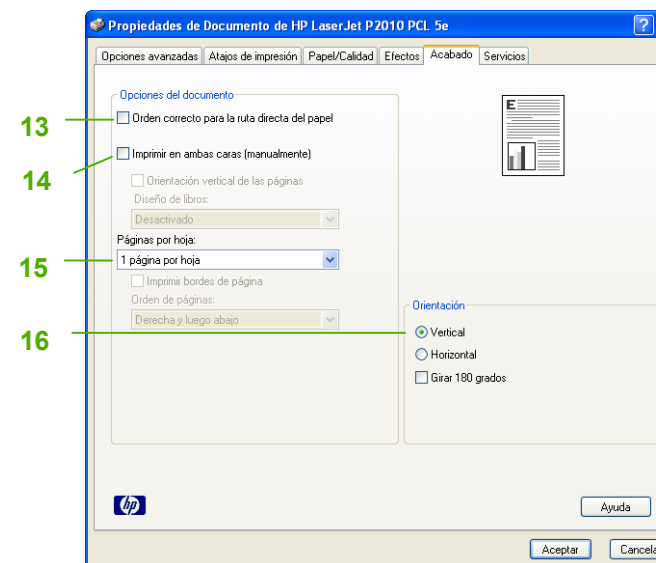 Propiedades de Documento de HP LaserJet P2010 PCL 5e
?
Opciones avanzadas Atajos de impresión Papel/Calidad Efectos Acabado Servicios
Opciones del documento
13
Orden correcto para la ruta directa del papel
E
14
Imprimir en ambas caras (manualmente)
Orientación vertical de las páginas
Diseño de libros:
Desactivado
Páginas por hoja:
15
1 página por hoja
Imprimir bordes de página
Orden de páginas:
Derecha y luego abajo
Orientación
16
Vertical
Horizontal
Girar 180 grados
hp
Ayuda
Aceptar
Cancela